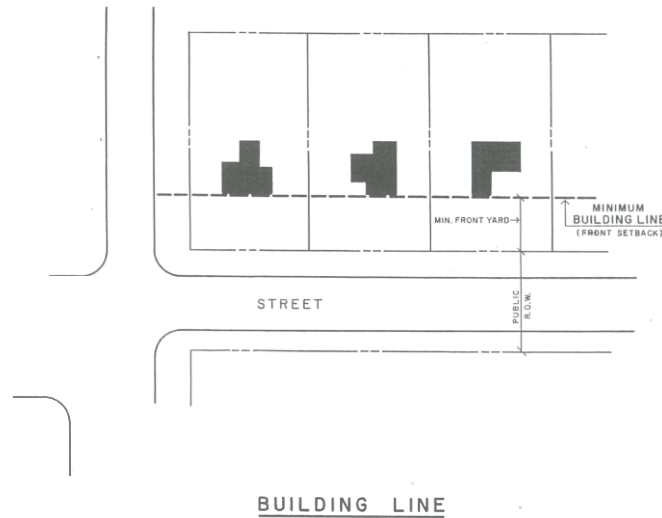 MINIMUM
BUILDING LINE
(FRONT SETBACK)
MIN. FRONT YARD
STREET
PUBLIC
R.O.W.
BUILDING LINE